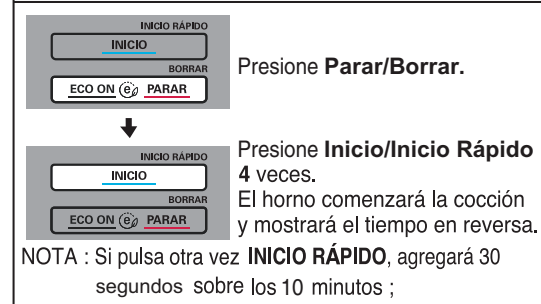 INICIO RÁPIDO
INICIO
BORRAR
ECO ON e PARAR
Presione Parar/Borrar.
INICIO RÁPIDO
INICIO
BORRAR
ECO ON e PARAR
Presione Inicio/Inicio Rápido
4 veces.
El horno comenzará la cocción
y mostrará el tiempo en reversa.
NOTA : Si pulsa otra vez INICIO RÁPIDO, agregará 30
segundos sobre los 10 minutos ;